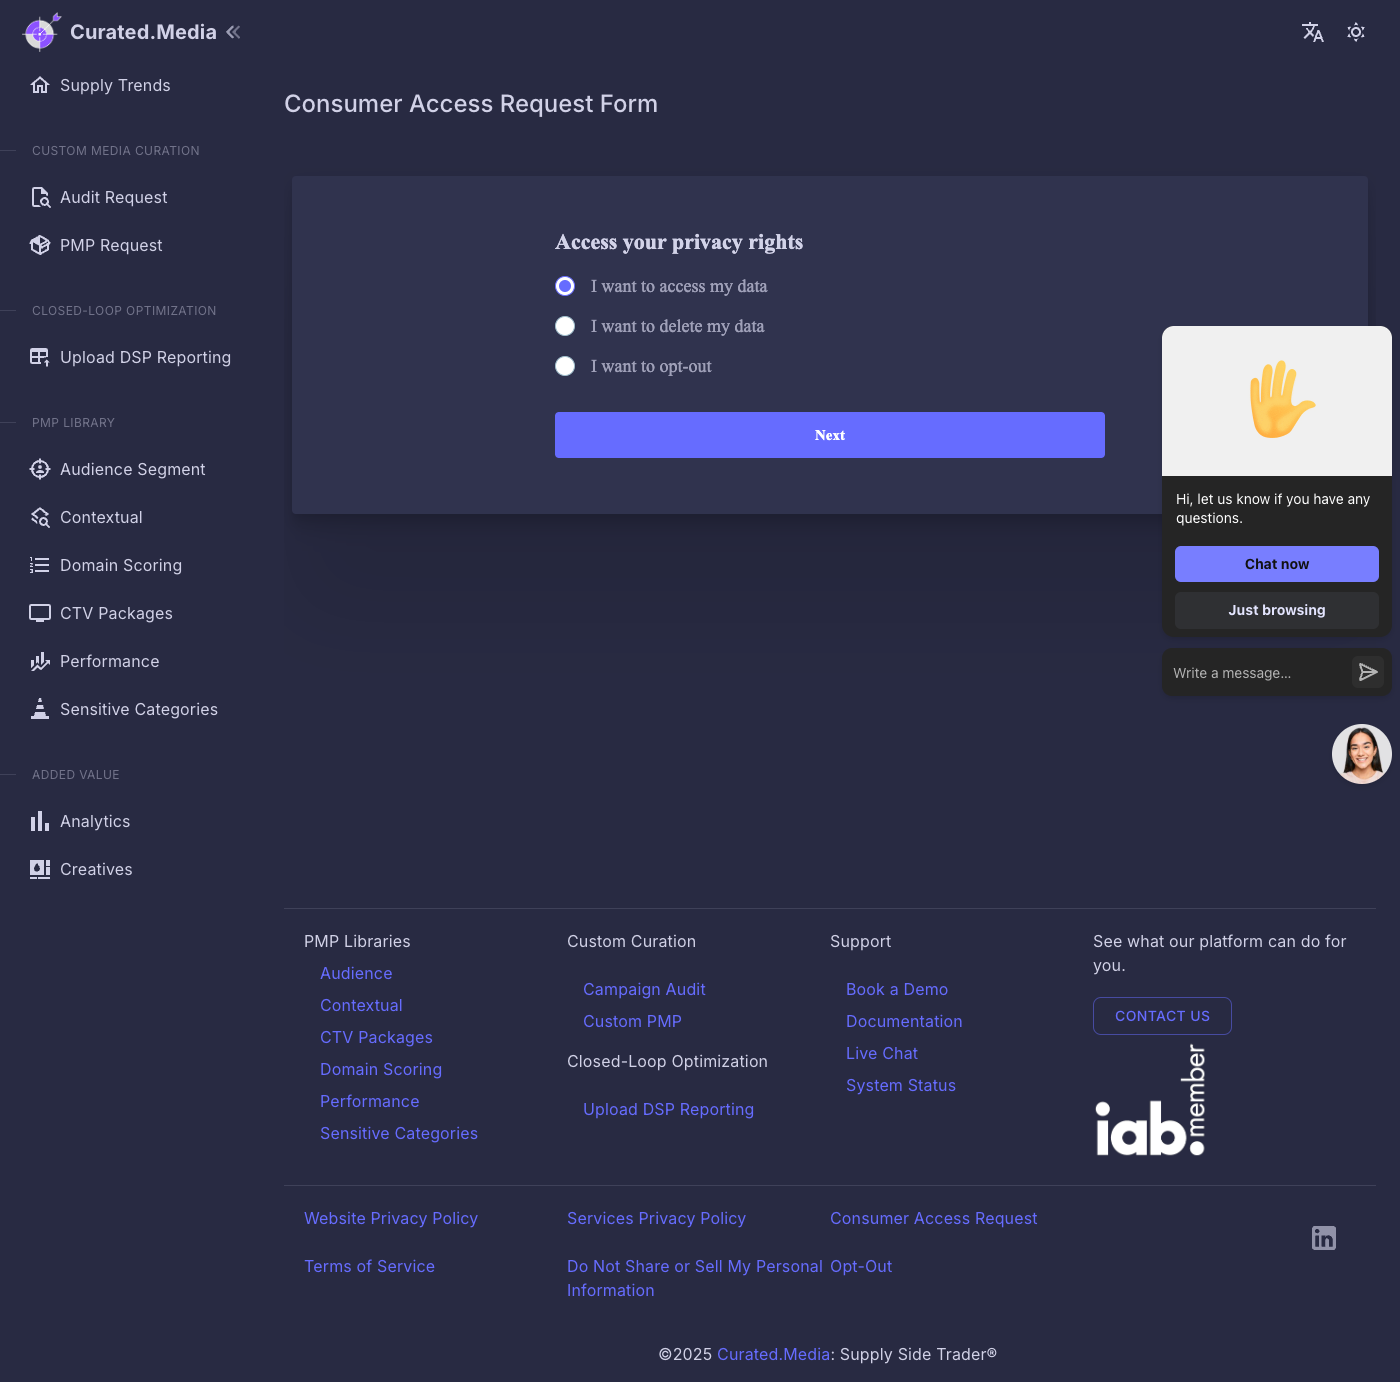 Curated.Media
Supply Trends
CUSTOM MEDIA CURATION
Audit Request
PMP Request
CLOSED-LOOP OPTIMIZATION
Upload DSP Reporting
PMP LIBRARY
Audience Segment
Contextual
Domain Scoring
CTV Packages
Performance
Sensitive Categories
ADDED VALUE
Analytics
Creatives
Consumer Access Request Form
Access your privacy rights
I want to access my data
I want to delete my data
I want to opt-out
Next
Hi, let us know if you have any
questions.
Chat now
Just browsing
Write a message...
PMP Libraries
Audience
Contextual
CTV Packages
Domain Scoring
Performance
Sensitive Categories
Custom Curation
Campaign Audit
Custom PMP
Closed-Loop Optimization
Upload DSP Reporting
Support
Book a Demo
Documentation
Live Chat
System Status
See what our platform can do for
you.
CONTACT US
iab.
member
Website Privacy Policy
Services Privacy Policy
Consumer Access Request
Terms of Service
Do Not Share or Sell My Personal
Information
Opt-Out
©2025 Curated.Media: Supply Side Trader®